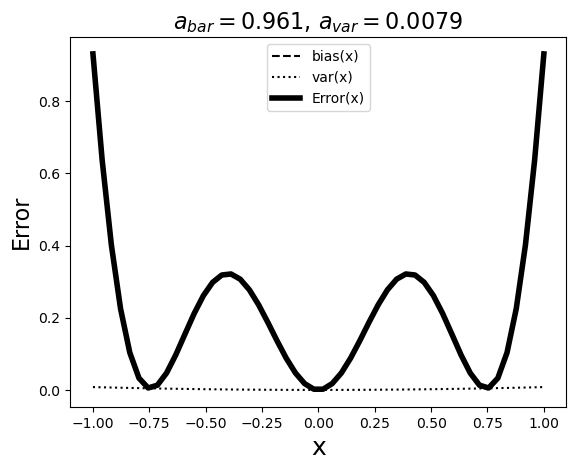 a_bar = 0.961, a_var = 0.0079
bias(x)
var(x)
Error(x)
Error
0.8
0.6
0.4
0.2
0.0
−1.00 −0.75 −0.50 −0.25 0.00 0.25 0.50 0.75 1.00
x